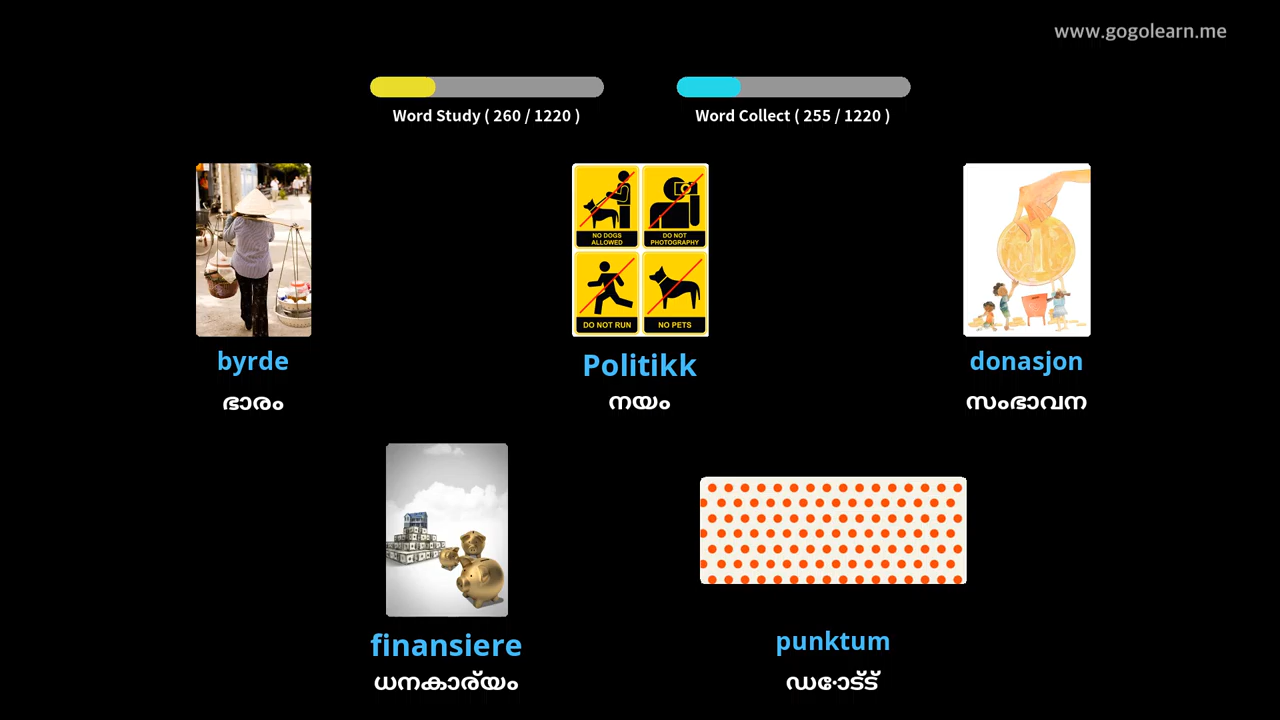 www.gogolearn.me
Word Study ( 260 / 1220 )
Word Collect ( 255 / 1220 )
NO DOGS
ALLOWED
DO NOT
PHOTOGRAPHY
DO NOT RUN
NO PETS
byrde
Politikk
donasjon
ഭാരം
നയം
സംഭാവന
finansiere
punktum
ധനകാര്യം
ഡോട്ട്